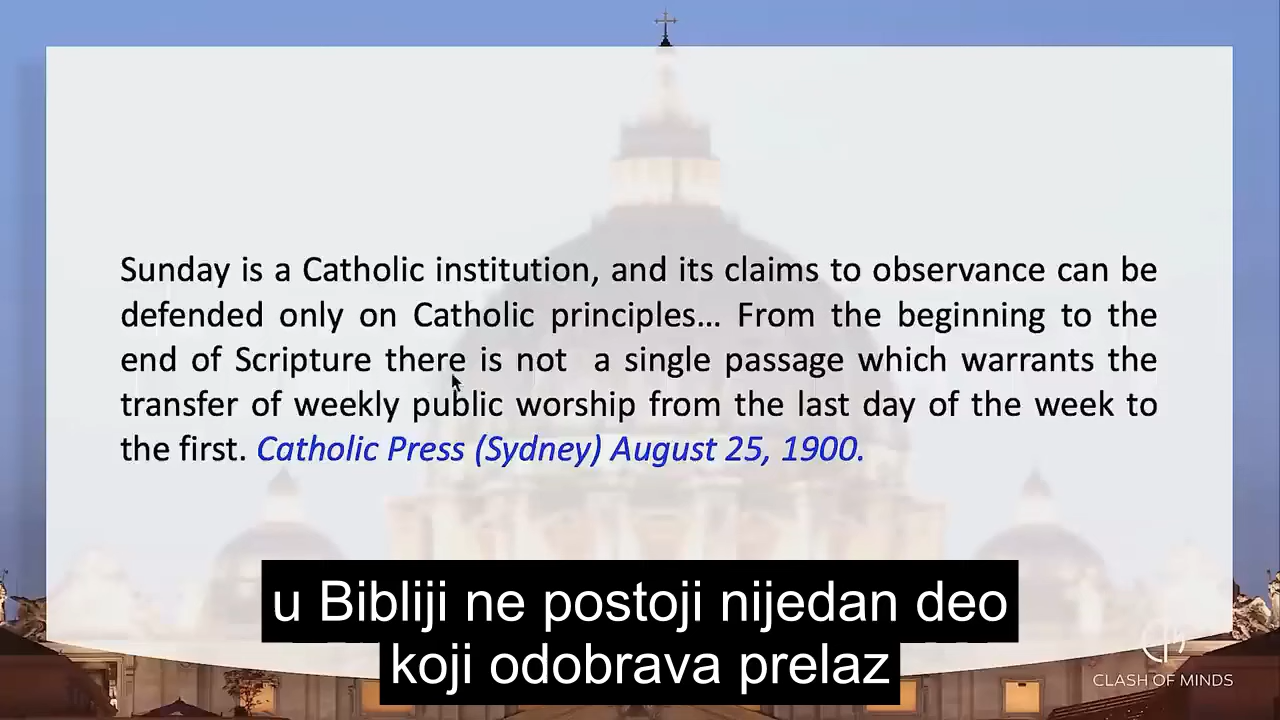 Sunday is a Catholic institution, and its claims to observance can be
defended only on Catholic principles... From the beginning to the
end of Scripture there is not  a single passage which warrants the
transfer of weekly public worship from the last day of the week to
the first. Catholic Press (Sydney) August 25, 1900.
u Bibliji ne postoji nijedan deo
koji odobrava prelaz
CLASH OF MINDS